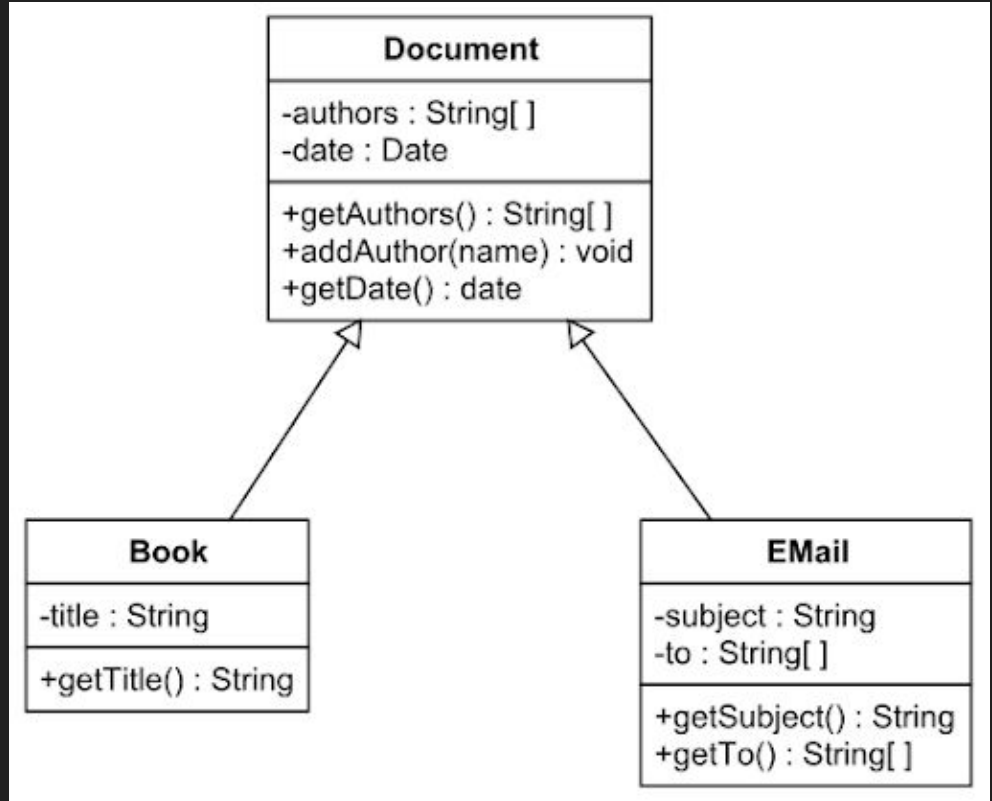 Document
-authors : String[ ]
-date : Date
+getAuthors() : String[ ]
+addAuthor(name) : void
+getDate() : date
Book
-title : String
+getTitle() : String
EMail
-subject : String
-to : String[ ]
+getSubject() : String
+getTo() : String[ ]